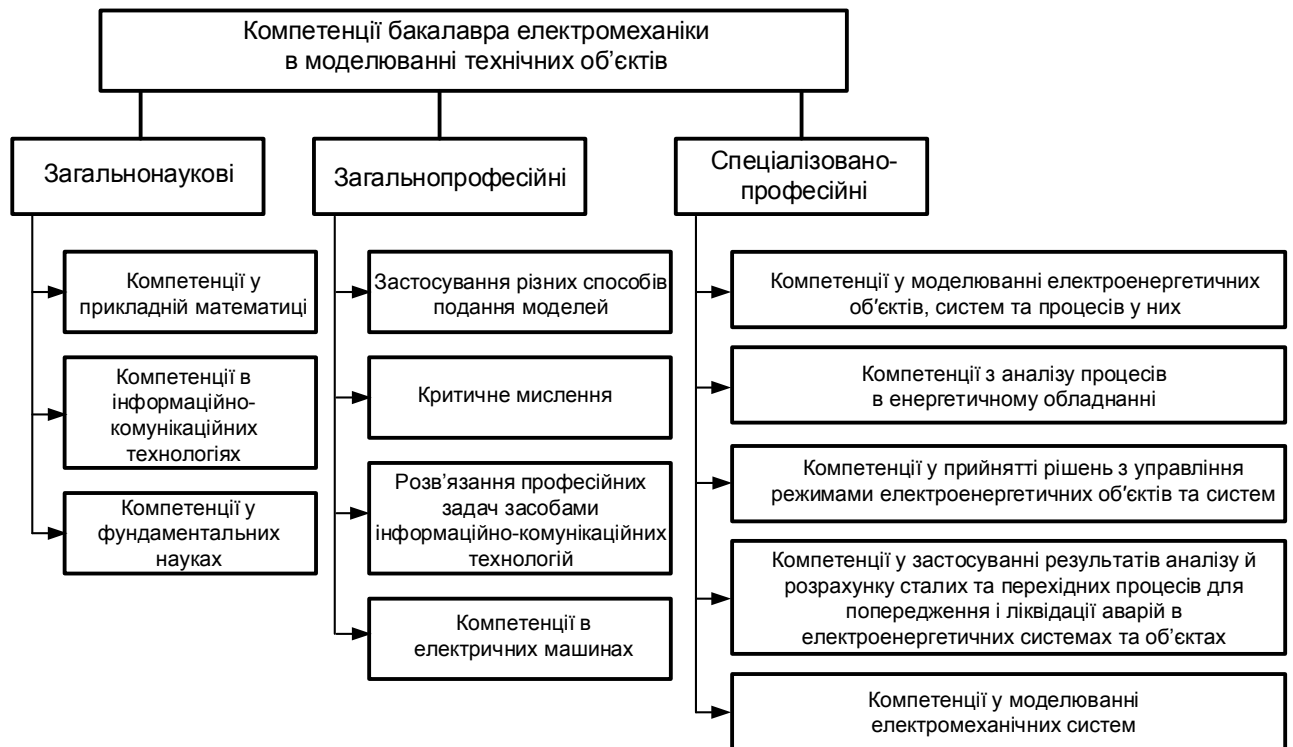 Компетенції бакалавра електромеханіки
в моделюванні технічних об’єктів
Загальнонаукові
Компетенції у
прикладній математиці
Компетенції в
інформаційно-
комунікаційних
технологіях
Компетенції у
фундаментальних
науках
Загальнопрофесійні
Застосування різних способів
подання моделей
Критичне мислення
Розв’язання професійних
задач засобами
інформаційно-комунікаційних
технологій
Компетенції в
електричних машинах
Спеціалізовано-
професійні
Компетенції у моделюванні електроенергетичних
об′єктів, систем та процесів у них
Компетенції з аналізу процесів
в енергетичному обладнанні
Компетенції у прийнятті рішень з управління
режимами електроенергетичних об′єктів та систем
Компетенції у застосуванні результатів аналізу й
розрахунку сталих та перехідних процесів для
попередження і ліквідації аварій в
електроенергетичних системах та об’єктах
Компетенції у моделюванні
електромеханічних систем